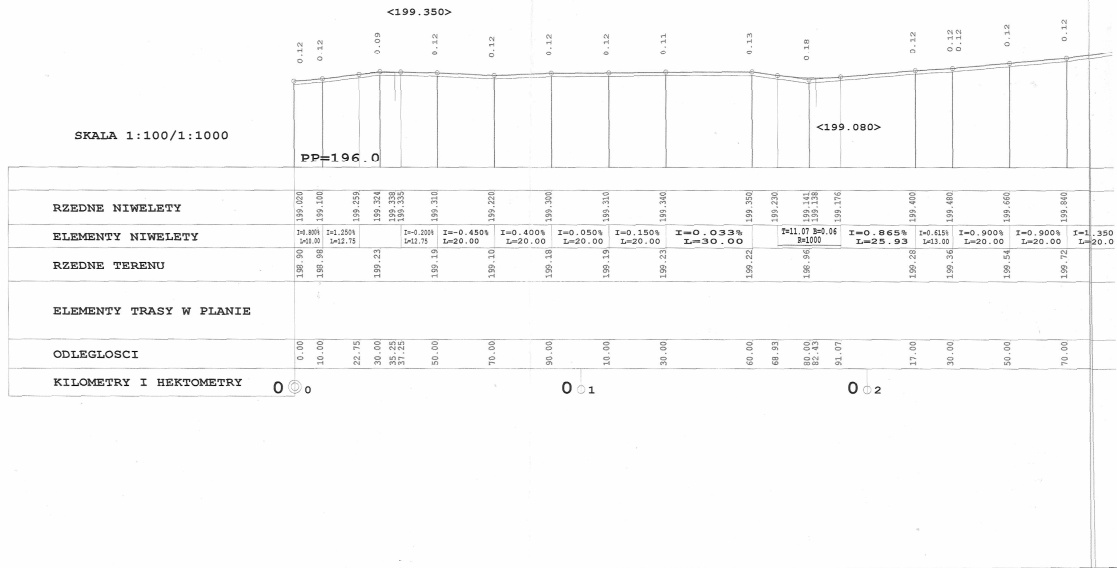 <199.350>
0.12 0.12 0.09 0.12 0.12 0.12 0.12 0.11 0.13 0.18 0.12 0.12 0.12 0.12 0.12
<199.080>
SKALA 1:100/1:1000
PP=196.0
RZEDNE NIWELETY 199.020 199.100 199.259 199.324 199.338 199.335 199.310 199.220 199.300 199.310 199.340 199.350 199.230 199.141 199.138 199.176 199.400 199.480 199.660 199.840
ELEMENTY NIWELETY I=0.800% I=1.250% I=-0.200% I=-0.450% I=0.400% I=0.050% I=0.150% I=0.033% T=11.07 B=0.06 I=0.865% I=0.615% I=0.900% I=0.900% I=1.350
L=10.00 L=12.75 L=12.75 L=20.00 L=20.00 L=20.00 L=20.00 L=30.00 R=1000 L=25.93 L=13.00 L=20.00 L=20.00 L=20.0
RZEDNE TERENU 198.90 198.98 199.23 199.19 199.10 199.18 199.19 199.23 199.22 198.96 199.28 199.36 199.54 199.72
ELEMENTY TRASY W PLANIE
ODLEGLOSCI 0.00 10.00 22.75 30.00 35.25 37.25 50.00 70.00 90.00 10.00 30.00 60.00 68.93 80.00 82.43 91.07 17.00 30.00 50.00 70.00
KILOMETRY I HEKTOMETRY 0 0 0 1 0 2